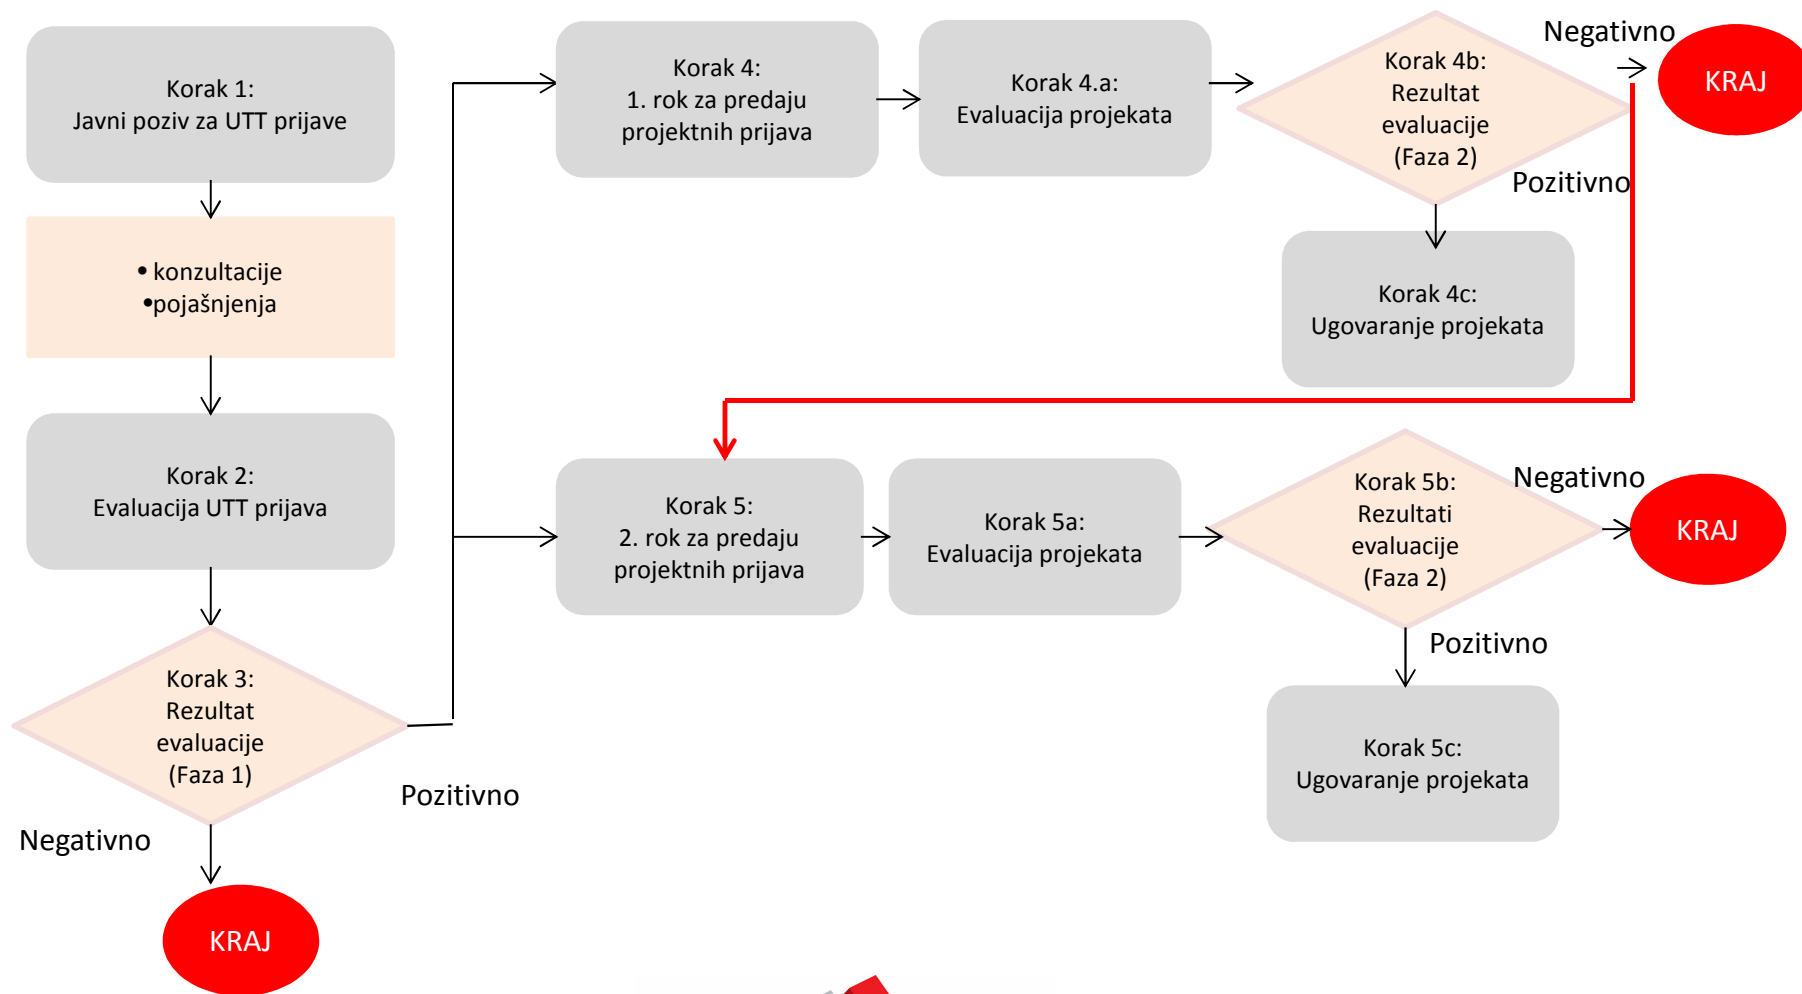 Korak 1:
Javni poziv za UTT prijave
• konzultacije
•pojašnjenja
Korak 2:
Evaluacija UTT prijava
Korak 3:
Rezultat
evaluacije
(Faza 1)
Pozitivno
Negativno
KRAJ
Korak 4:
1. rok za predaju
projektnih prijava
Korak 4.a:
Evaluacija projekata
Korak 4b:
Rezultat
evaluacije
(Faza 2)
Negativno
KRAJ
Pozitivno
Korak 4c:
Ugovaranje projekata
Korak 5:
2. rok za predaju
projektnih prijava
Korak 5a:
Evaluacija projekata
Korak 5b:
Rezultati
evaluacije
(Faza 2)
Negativno
KRAJ
Pozitivno
Korak 5c:
Ugovaranje projekata